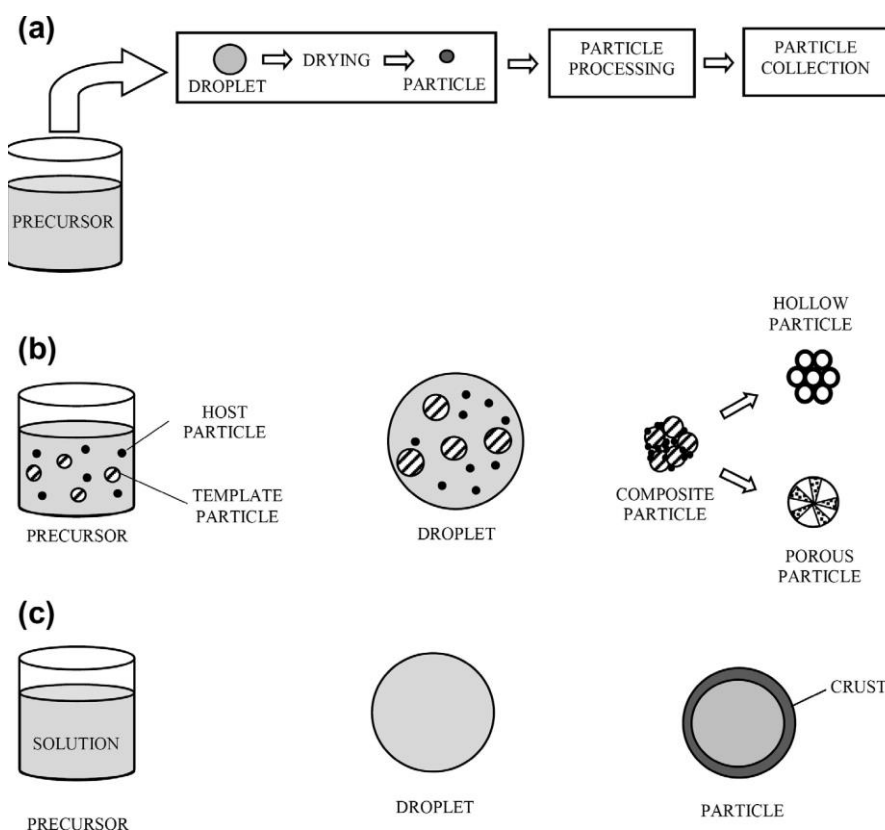 (a)
DROPLET
DRYING
PARTICLE
PARTICLE
PROCESSING
PARTICLE
COLLECTION
PRECURSOR
(b)
HOST
PARTICLE
TEMPLATE
PARTICLE
PRECURSOR
DROPLET
COMPOSITE
PARTICLE
HOLLOW
PARTICLE
POROUS
PARTICLE
(c)
SOLUTION
PRECURSOR
DROPLET
CRUST
PARTICLE